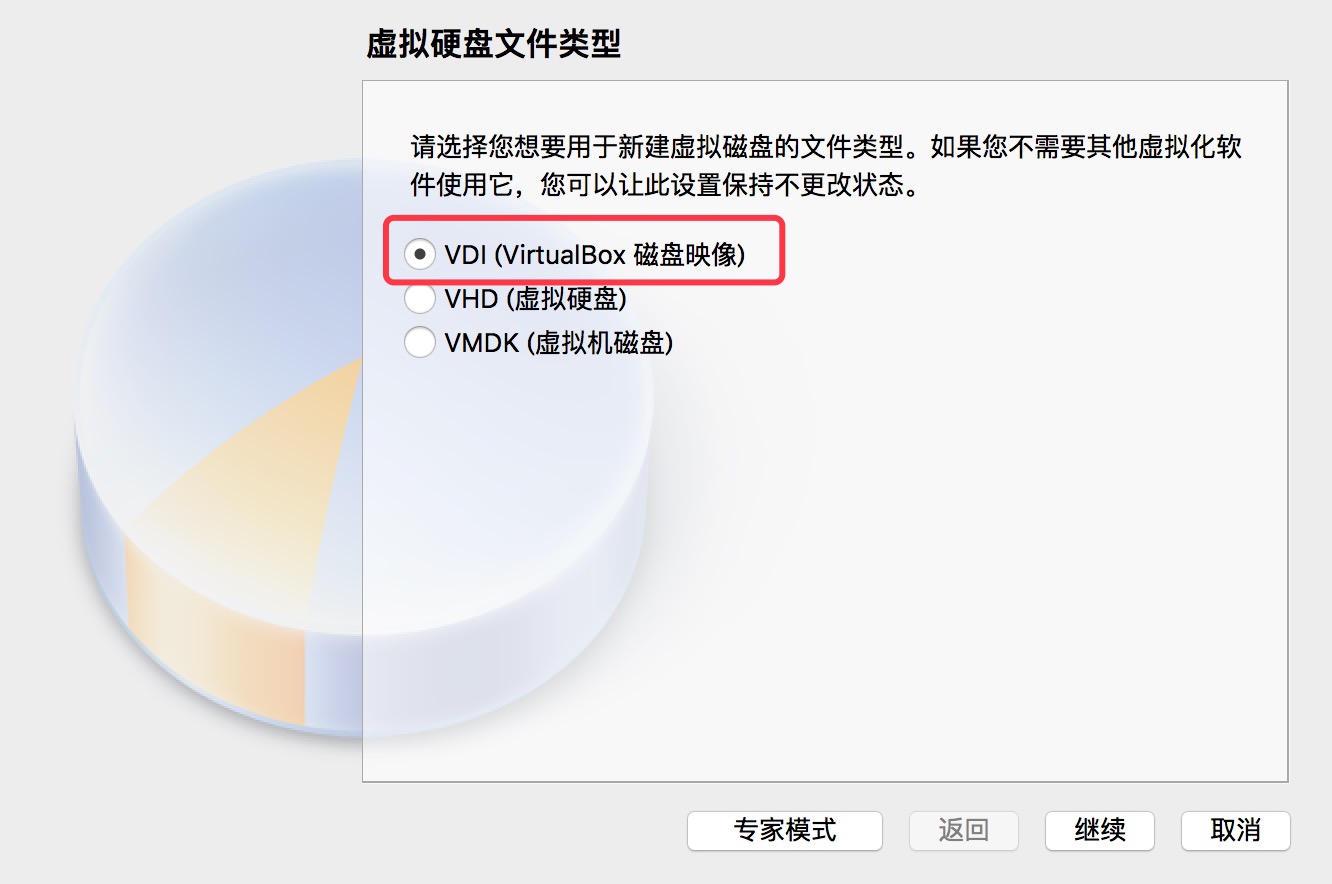 虚拟硬盘文件类型
请选择您想要用于新建虚拟磁盘的文件类型。如果您不需要其他虚拟化软
件使用它，您可以让此设置保持不更改状态。
VDI (VirtualBox 磁盘映像)
VHD (虚拟硬盘)
VMDK (虚拟机磁盘)
专家模式 返回 继续 取消